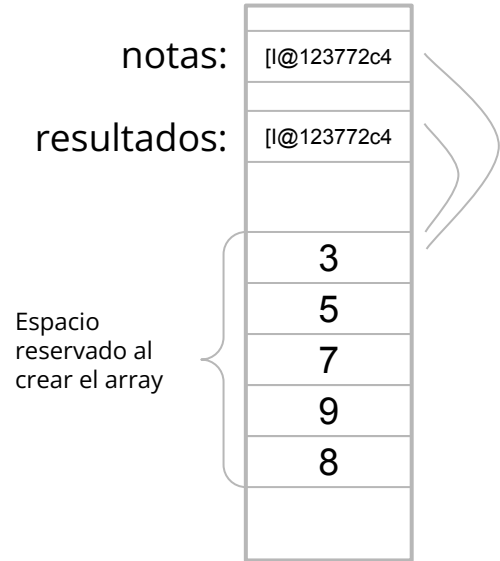 notas:
[I@123772c4
resultados:
[I@123772c4
3
5
7
9
8
Espacio
reservado al
crear el array